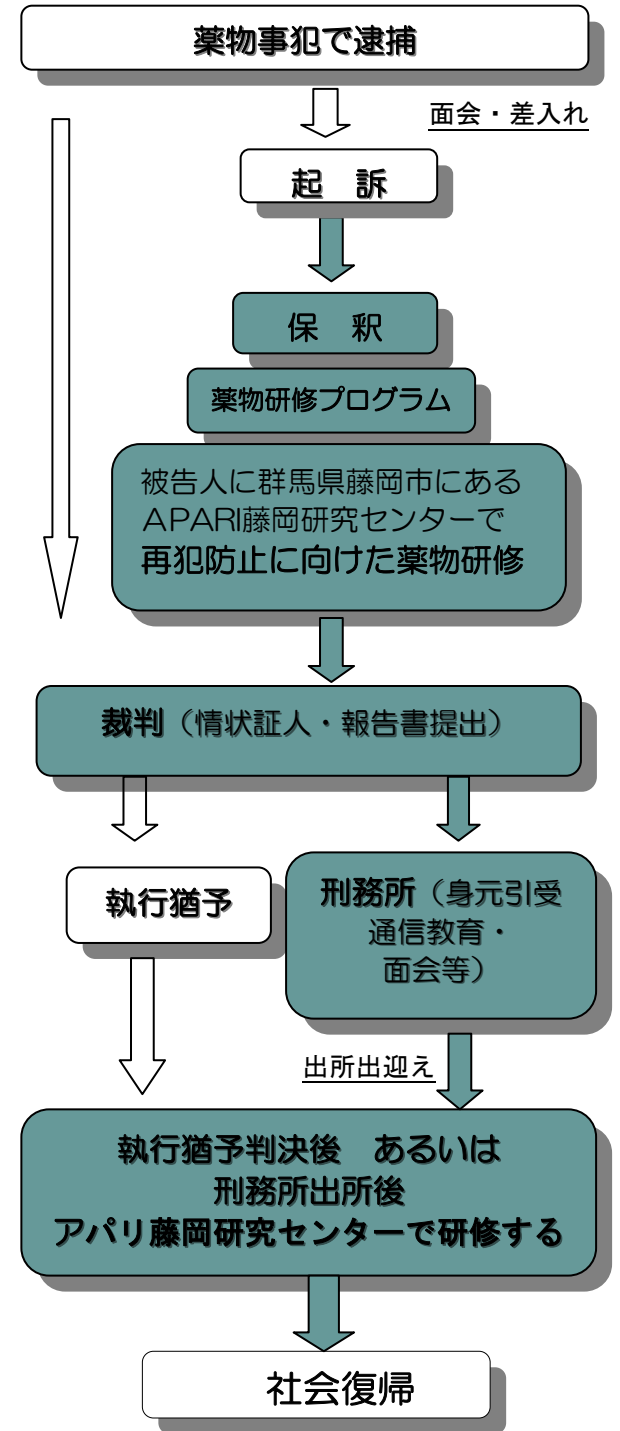 薬物事犯で逮捕
面会・差入れ
起　訴
保　釈
薬物研修プログラム
被告人に群馬県藤岡市にある
APARI藤岡研究センターで
再犯防止に向けた薬物研修
裁判（情状証人・報告書提出）
執行猶予
刑務所（身元引受
通信教育・
面会等）
出所出迎え
執行猶予判決後　あるいは
刑務所出所後
アパリ藤岡研究センターで研修する
社会復帰